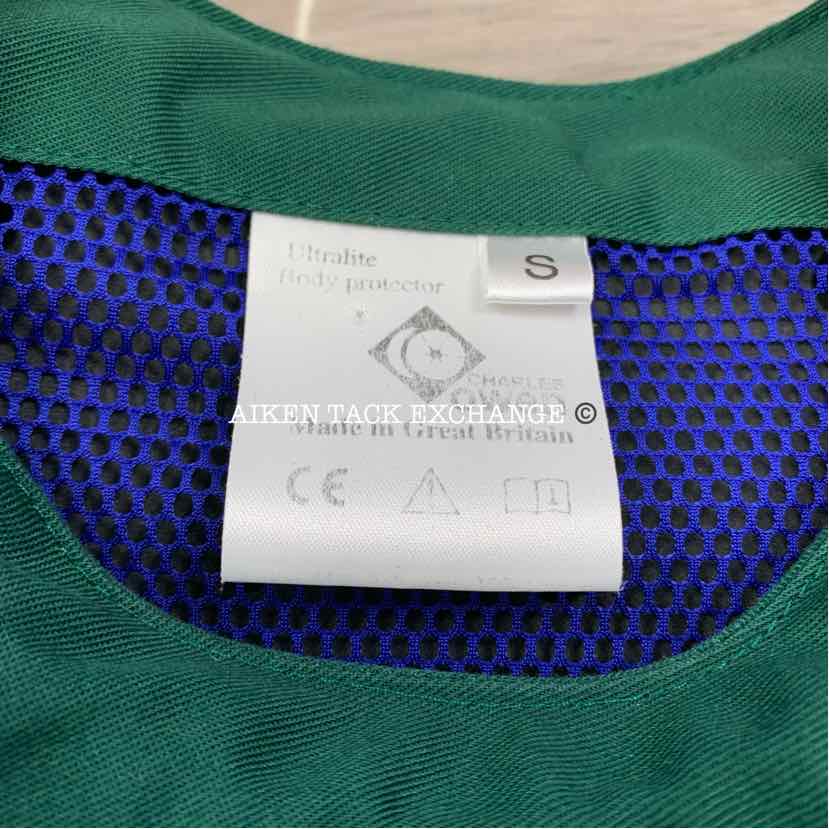 Ultralite
Body protector
S
CHARLES
owen
AIKEN TACK EXCHANGE ©
Made in Great Britain
CE